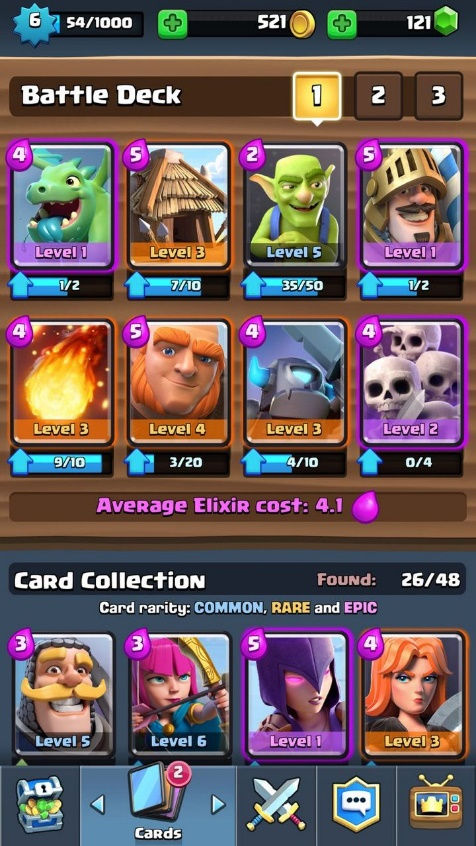 6 54/1000 521 121
Battle Deck 1 2 3
4 5 2 5
Level 1 Level 3 Level 5 Level 1
1/2 7/10 35/50 1/2
4 5 4 4
Level 3 Level 4 Level 3 Level 2
9/10 3/20 4/10 0/4
Average Elixir cost: 4.1
Card Collection Found: 26/48
Card rarity: COMMON, RARE and EPIC
3 3 5 4
Level 5 Level 6 Level 1 Level 3
2
Cards